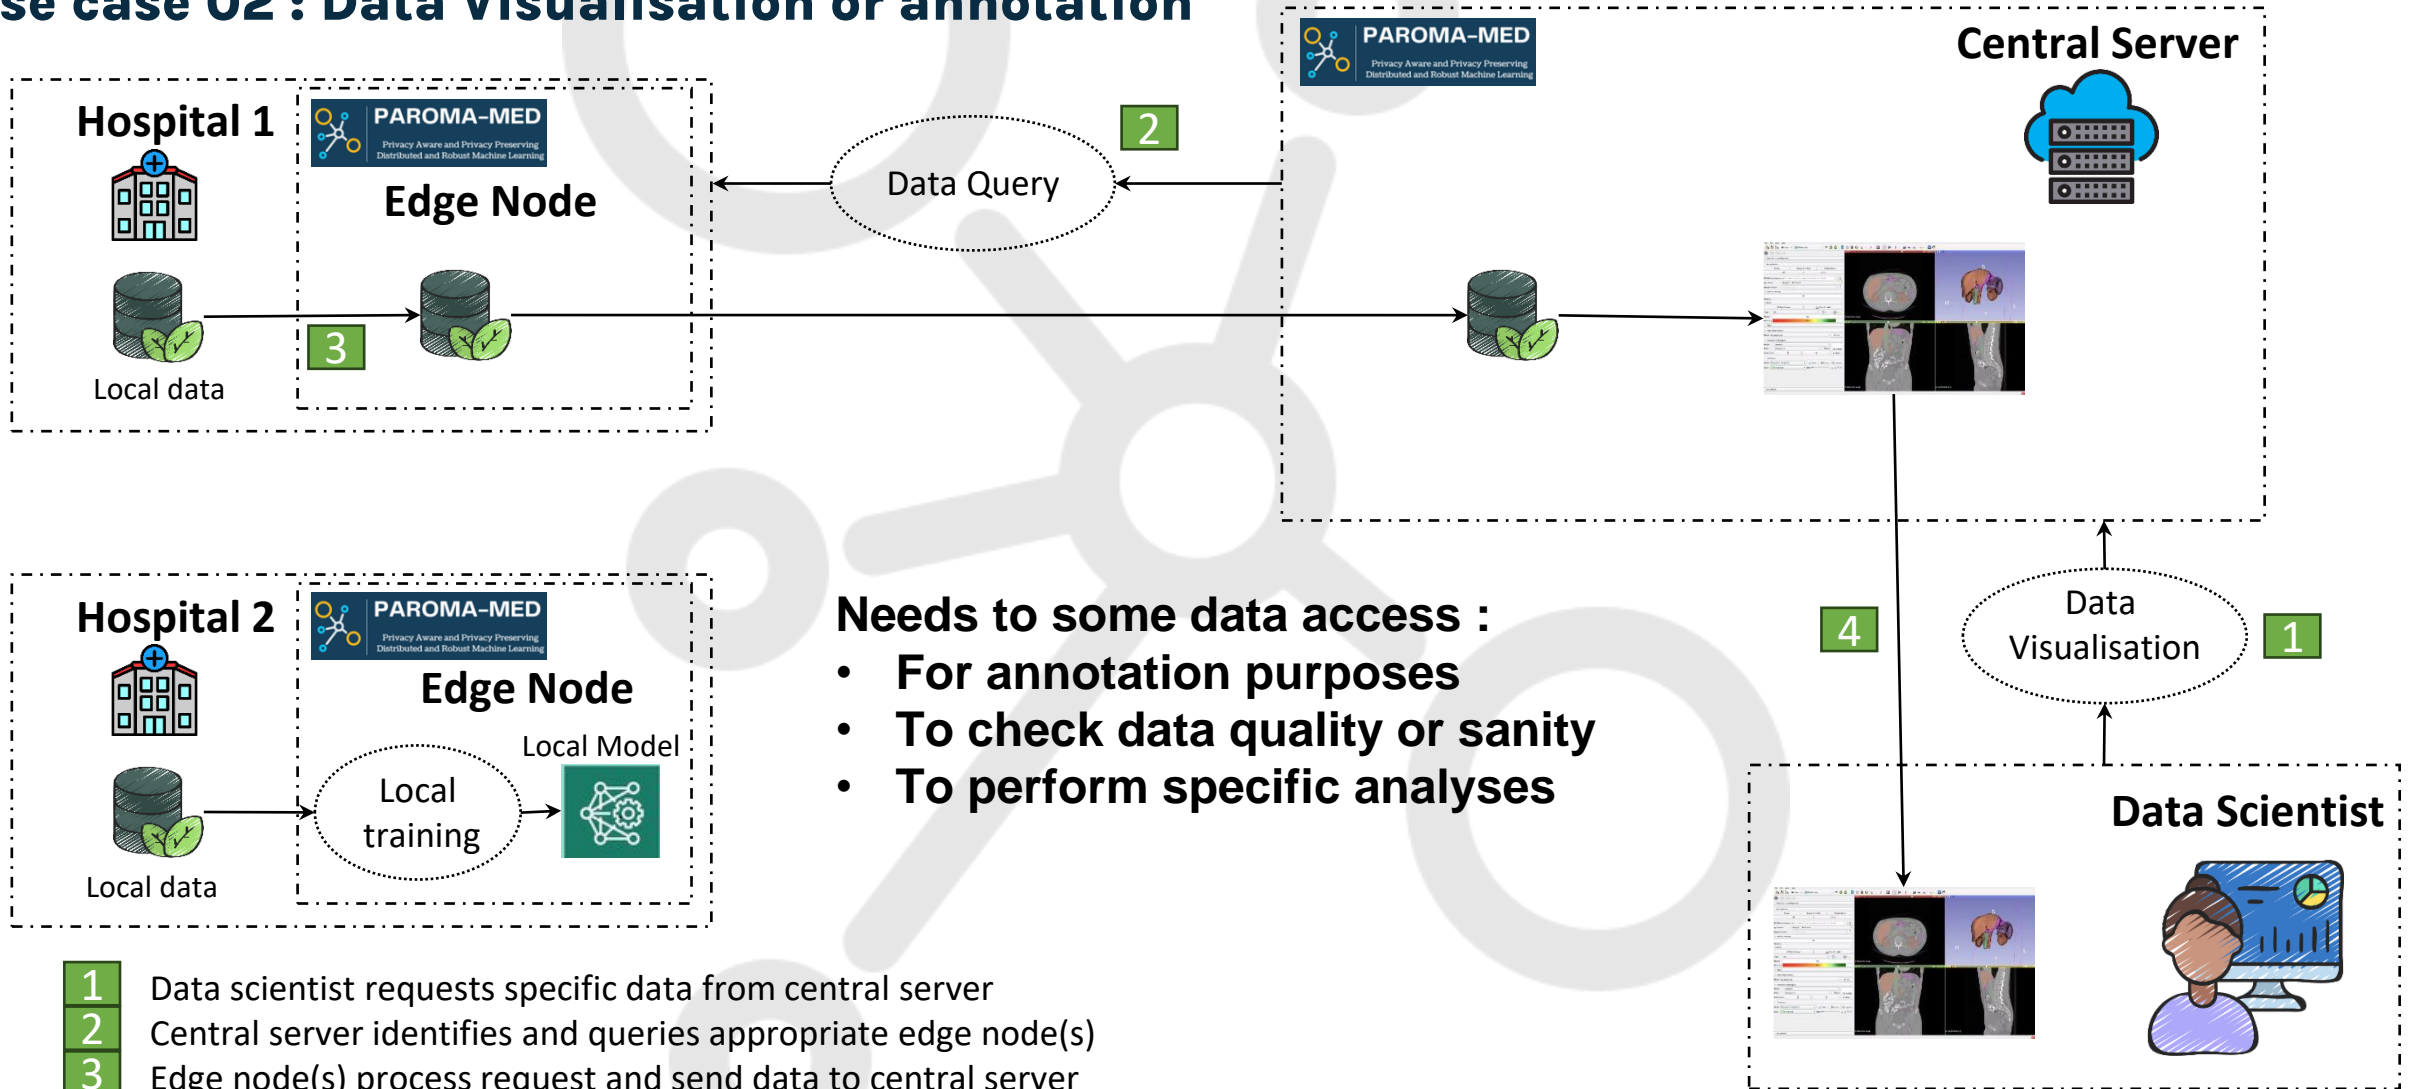 se case 02 : Data Visualisation or annotation
PAROMA-MED
Privacy Aware and Privacy Preserving
Distributed and Robust Machine Learning
Central Server
Hospital 1
PAROMA-MED
Privacy Aware and Privacy Preserving
Distributed and Robust Machine Learning
Edge Node
Data Query
2
3
Local data
Hospital 2
PAROMA-MED
Privacy Aware and Privacy Preserving
Distributed and Robust Machine Learning
Edge Node
Local Model
Local
training
Local data
Needs to some data access :
• For annotation purposes
• To check data quality or sanity
• To perform specific analyses
4
Data
Visualisation
1
Data Scientist
1 Data scientist requests specific data from central server
2 Central server identifies and queries appropriate edge node(s)
3 Edge node(s) process request and send data to central server